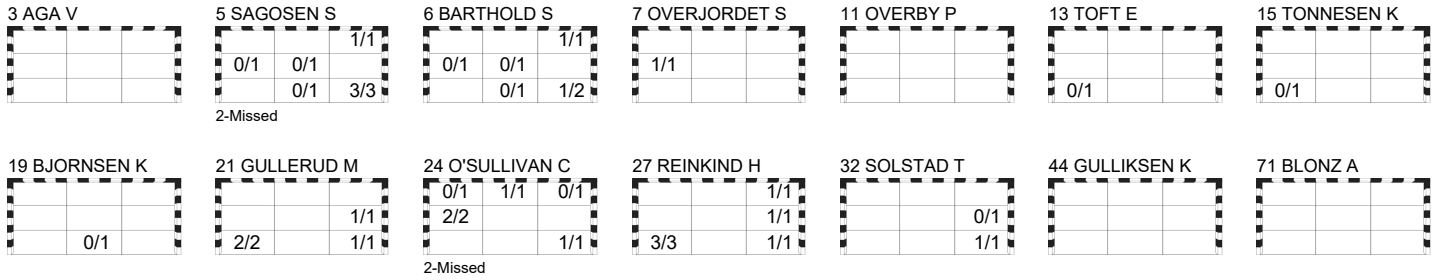 3 AGA V 5 SAGOSEN S 6 BARTHOLD S 7 OVERJORDET S 11 OVERBY P 13 TOFT E 15 TONNESEN K
1/1 1/1
0/1 0/1 0/1 0/1 1/1
0/1 3/3 0/1 1/2 0/1 0/1
2-Missed
19 BJORNSEN K 21 GULLERUD M 24 O'SULLIVAN C 27 REINKIND H 32 SOLSTAD T 44 GULLIKSEN K 71 BLONZ A
0/1 1/1 0/1 1/1
1/1 2/2 1/1 0/1
0/1 2/2 1/1 1/1 3/3 1/1 1/1
2-Missed